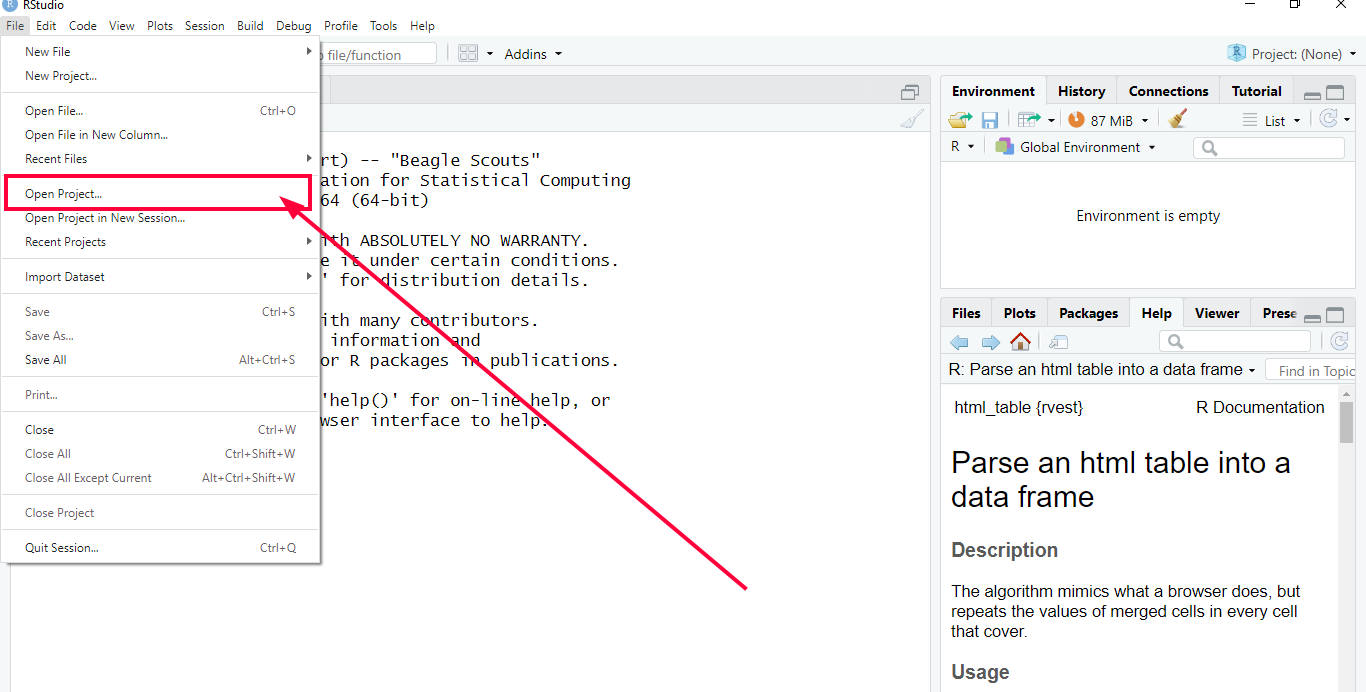 RStudio
File Edit Code View Plots Session Build Debug Profile Tools Help
file/function Addins Project: (None)
New File
New Project...
Open File... Ctrl+O
Open File in New Column...
Recent Files
Open Project...
Open Project in New Session...
Recent Projects
Import Dataset
Save Ctrl+S
Save As...
Save All Alt+Ctrl+S
Print...
Close Ctrl+W
Close All Ctrl+Shift+W
Close All Except Current Alt+Ctrl+Shift+W
Close Project
Quit Session... Ctrl+Q
rt) -- "Beagle Scouts"
ation for Statistical Computing
64 (64-bit)
ith ABSOLUTELY NO WARRANTY.
e it under certain conditions.
' for distribution details.
ith many contributors.
information and
or R packages in publications.
'help()' for on-line help, or
wser interface to help.
Environment History Connections Tutorial
87 MiB List
R Global Environment
Environment is empty
Files Plots Packages Help Viewer Prese
R: Parse an html table into a data frame Find in Topic
html_table {rvest} R Documentation
Parse an html table into a
data frame
Description
The algorithm mimics what a browser does, but
repeats the values of merged cells in every cell
that cover.
Usage